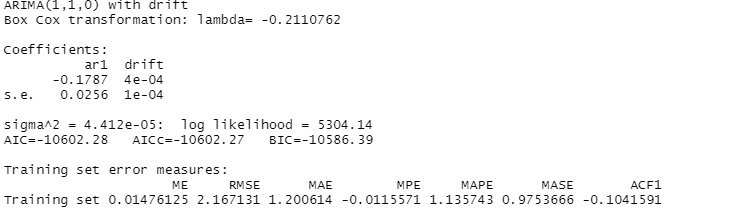 ARIMA(1,1,0) with drift
Box Cox transformation: lambda= -0.2110762
Coefficients:
ar1 drift
-0.1787 4e-04
s.e. 0.0256 1e-04
sigma^2 = 4.412e-05: log likelihood = 5304.14
AIC=-10602.28 AICc=-10602.27 BIC=-10586.39
Training set error measures:
ME RMSE MAE MPE MAPE MASE ACF1
Training set 0.01476125 2.167131 1.200614 -0.0115571 1.135743 0.9753666 -0.1041591